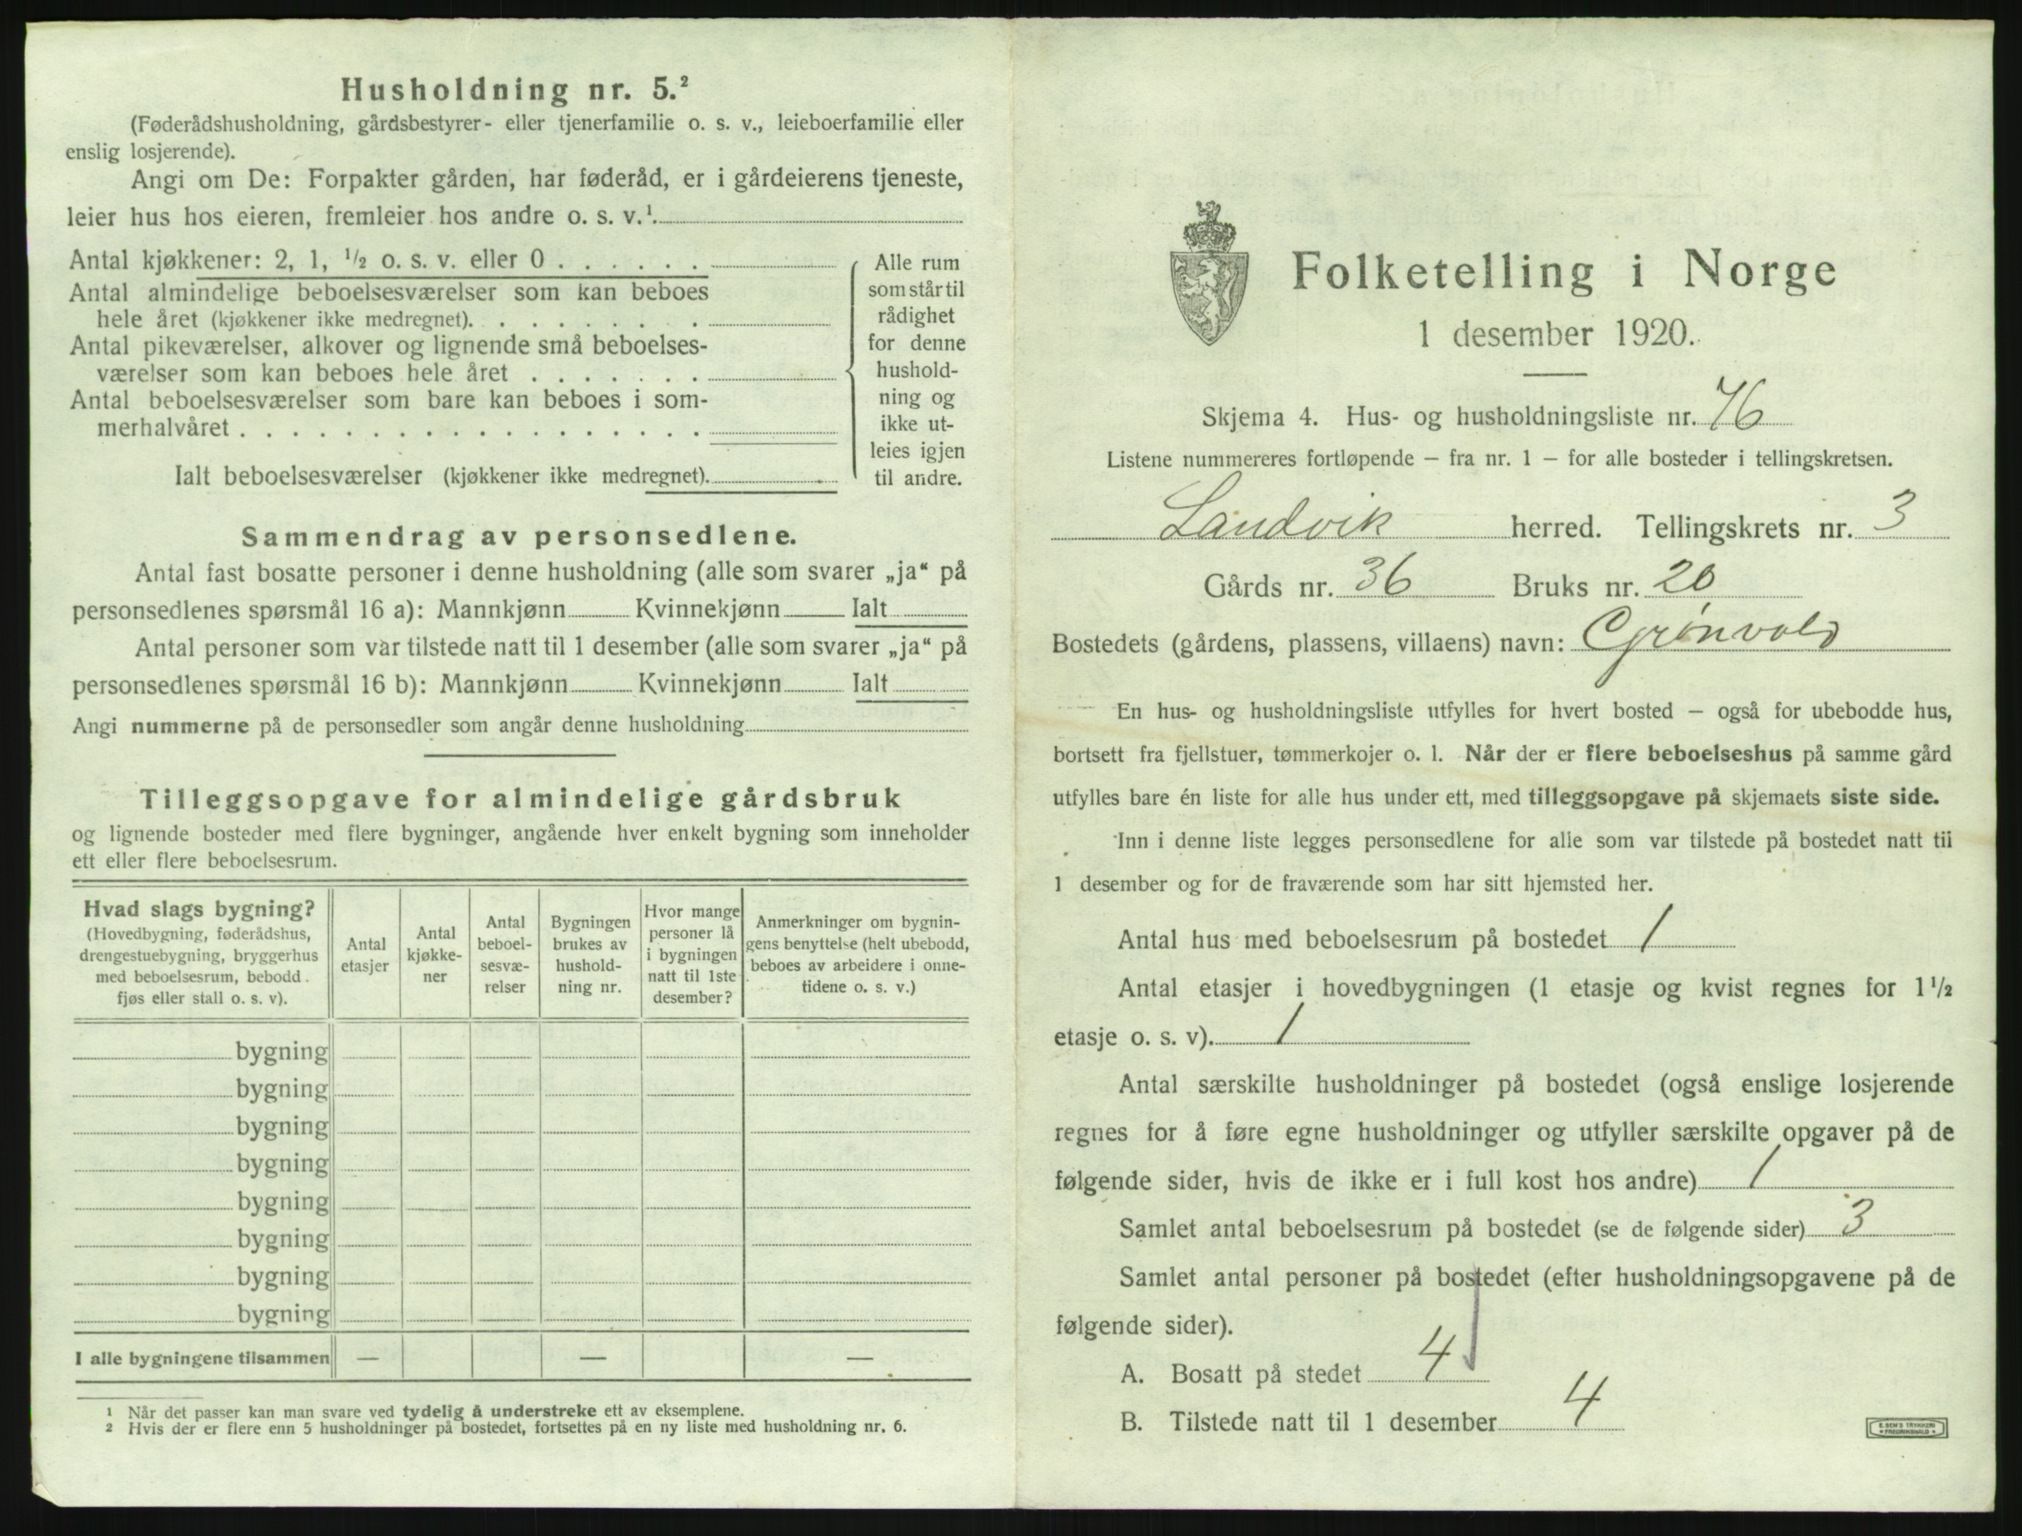 Husholdning nr. 5.²
(Føderådshusholdning, gårdsbestyrer- eller tjenerfamilie o. s. v., leieboerfamilie eller
enslig losjerende).
Angi om De: Forpakter gården, har føderåd, er i gårdeierens tjeneste,
leier hus hos eieren, fremleier hos andre o. s. v.¹
Antal kjøkkener: 2, 1, ½ o. s. v. eller 0 . . . . . .
Antal almindelige beboelsesværelser som kan beboes
hele året (kjøkkener ikke medregnet). . . . . . . . .
Antal pikeværelser, alkover og lignende små beboelses-
værelser som kan beboes hele året . . . . . . .
Antal beboelsesværelser som bare kan beboes i som-
merhalvåret . . . . . . . . . . . . . . . . . .
Ialt beboelsesværelser (kjøkkener ikke medregnet).
Alle rum
som står til
rådighet
for denne
hushold-
ning og
ikke ut-
leies igjen
til andre.
Sammendrag av personsedlene.
Antal fast bosatte personer i denne husholdning (alle som svarer „ja“ på
personsedlenes spørsmål 16 a): Mannkjønn Kvinnekjønn Ialt
Antal personer som var tilstede natt til 1 desember (alle som svarer „ja“ på
personsedlenes spørsmål 16 b): Mannkjønn Kvinnekjønn Ialt
Angi nummerne på de personsedler som angår denne husholdning
Tilleggsopgave for almindelige gårdsbruk
og lignende bosteder med flere bygninger, angående hver enkelt bygning som inneholder
ett eller flere beboelsesrum.
Hvad slags bygning?
(Hovedbygning, føderådshus,
drengestuebygning, bryggerhus
med beboelsesrum, bebodd
fjøs eller stall o. s. v).
Antal
etasjer
Antal
kjøkke-
ner
Antal
beboel-
sesvæ-
relser
Bygningen
brukes av
hushold-
ning nr.
Hvor mange
personer lå
i bygningen
natt til 1ste
desember?
Anmerkninger om bygnin-
gens benyttelse (helt ubebodd,
beboes av arbeidere i onne-
tidene o. s. v.)
bygning
bygning
bygning
bygning
bygning
bygning
bygning
bygning
I alle bygningene tilsammen — — —
¹ Når det passer kan man svare ved tydelig å understreke ett av eksemplene.
² Hvis der er flere enn 5 husholdninger på bostedet, fortsettes på en ny liste med husholdning nr. 6.
Folketelling i Norge
1 desember 1920.
Skjema 4. Hus- og husholdningsliste nr. 76
Listene nummereres fortløpende – fra nr. 1 – for alle bosteder i tellingskretsen.
Landvik herred. Tellingskrets nr. 3
Gårds nr. 36 Bruks nr. 20
Bostedets (gårdens, plassens, villaens) navn: Grønvold
En hus- og husholdningsliste utfylles for hvert bosted – også for ubebodde hus,
bortsett fra fjellstuer, tømmerkojer o. l. Når der er flere beboelseshus på samme gård
utfylles bare én liste for alle hus under ett, med tilleggsopgave på skjemaets siste side.
Inn i denne liste legges personsedlene for alle som var tilstede på bostedet natt til
1 desember og for de fraværende som har sitt hjemsted her.
Antal hus med beboelsesrum på bostedet 1
Antal etasjer i hovedbygningen (1 etasje og kvist regnes for 1½
etasje o. s. v). 1
Antal særskilte husholdninger på bostedet (også enslige losjerende
regnes for å føre egne husholdninger og utfyller særskilte opgaver på de
følgende sider, hvis de ikke er i full kost hos andre) 1
Samlet antal beboelsesrum på bostedet (se de følgende sider) 3
Samlet antal personer på bostedet (efter husholdningsopgavene på de
følgende sider).
A. Bosatt på stedet 4
B. Tilstede natt til 1 desember 4
E. SEM'S TRYKKERI
FREDRIKSHALD